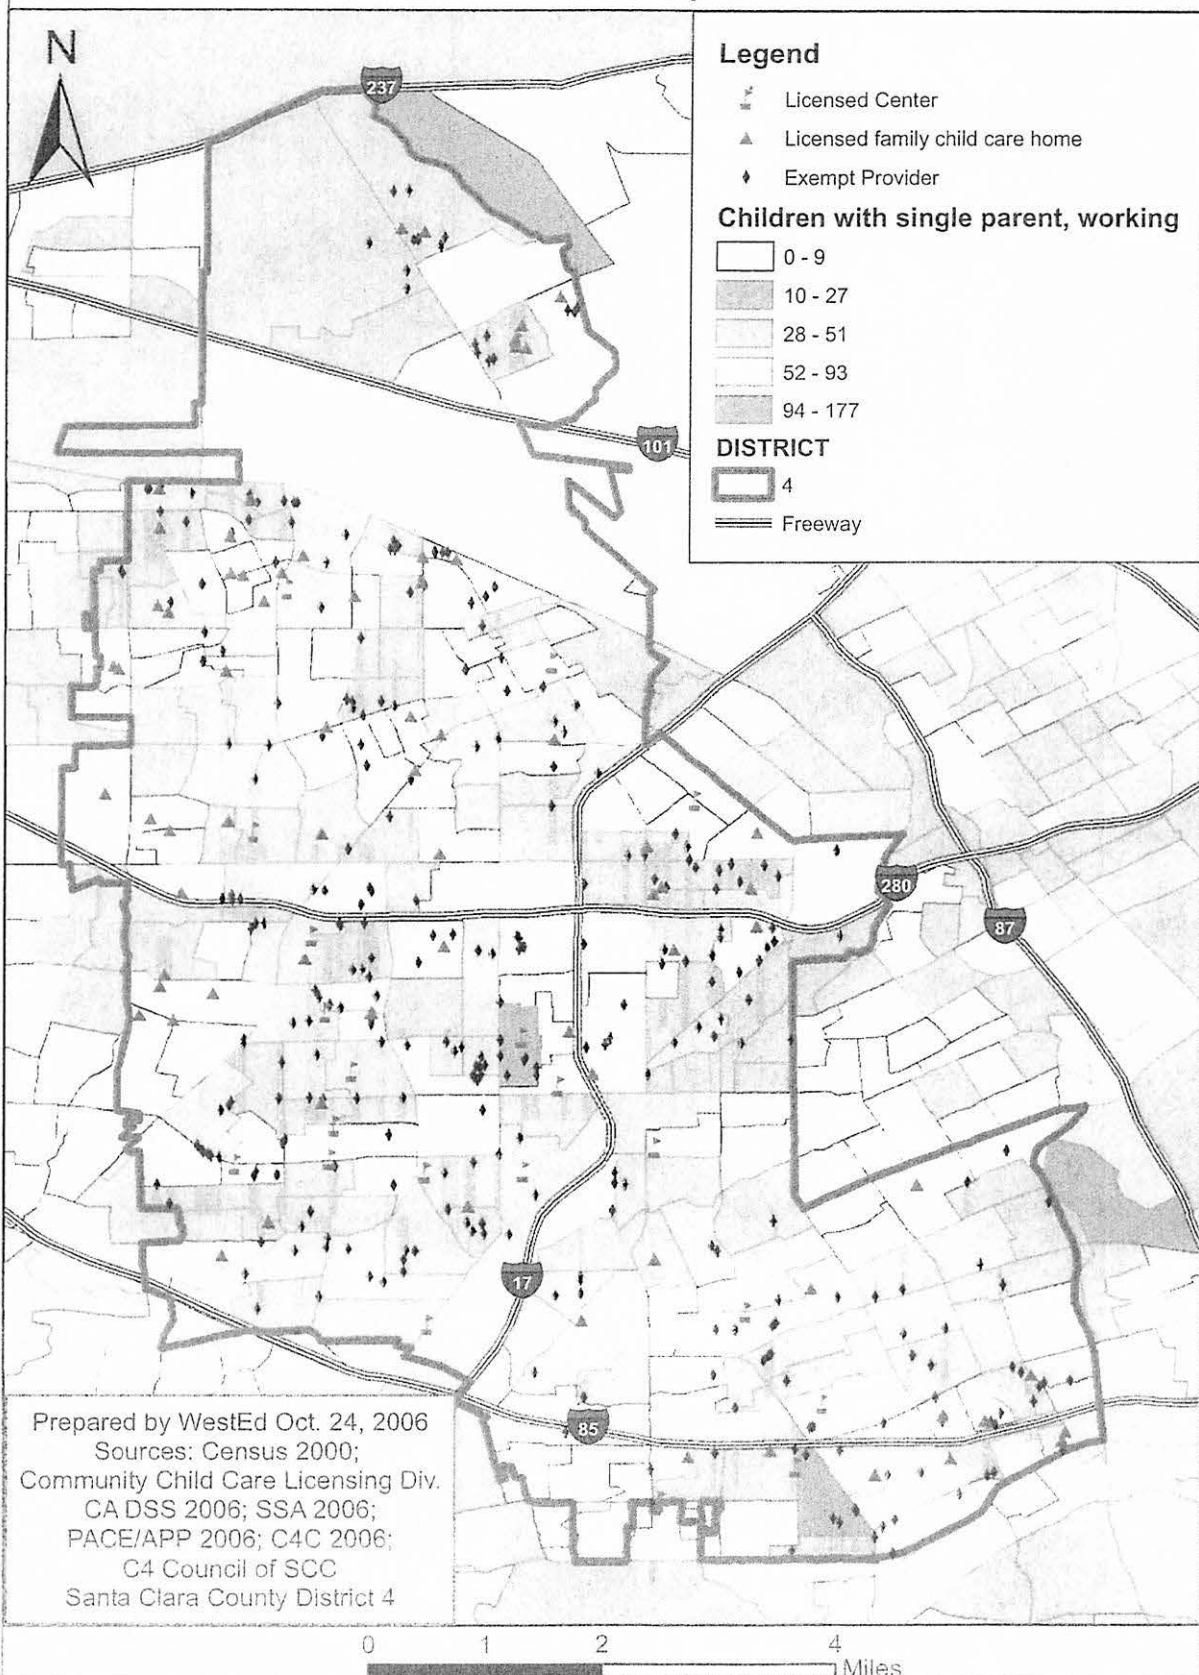 N
237
Legend
Licensed Center
Licensed family child care home
Exempt Provider
Children with single parent, working
0 - 9
10 - 27
28 - 51
52 - 93
94 - 177
DISTRICT
4
Freeway
101
280
87
17
85
Prepared by WestEd Oct. 24, 2006
Sources: Census 2000;
Community Child Care Licensing Div.
CA DSS 2006; SSA 2006;
PACE/APP 2006; C4C 2006;
C4 Council of SCC
Santa Clara County District 4
0 1 2 4
Miles